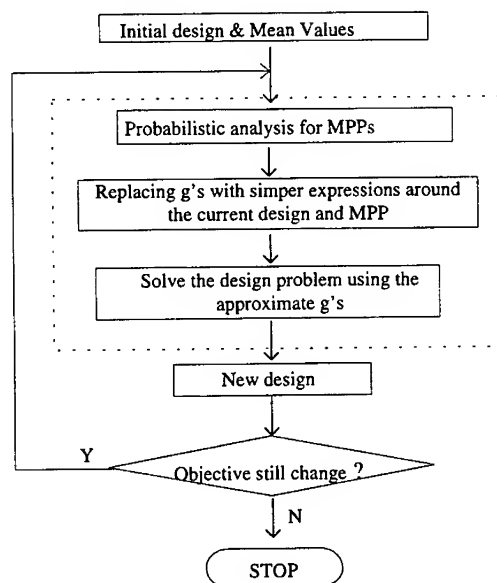 Initial design & Mean Values
Probabilistic analysis for MPPs
Replacing g's with simper expressions around
the current design and MPP
Solve the design problem using the
approximate g's
New design
Y
Objective still change ?
N
STOP